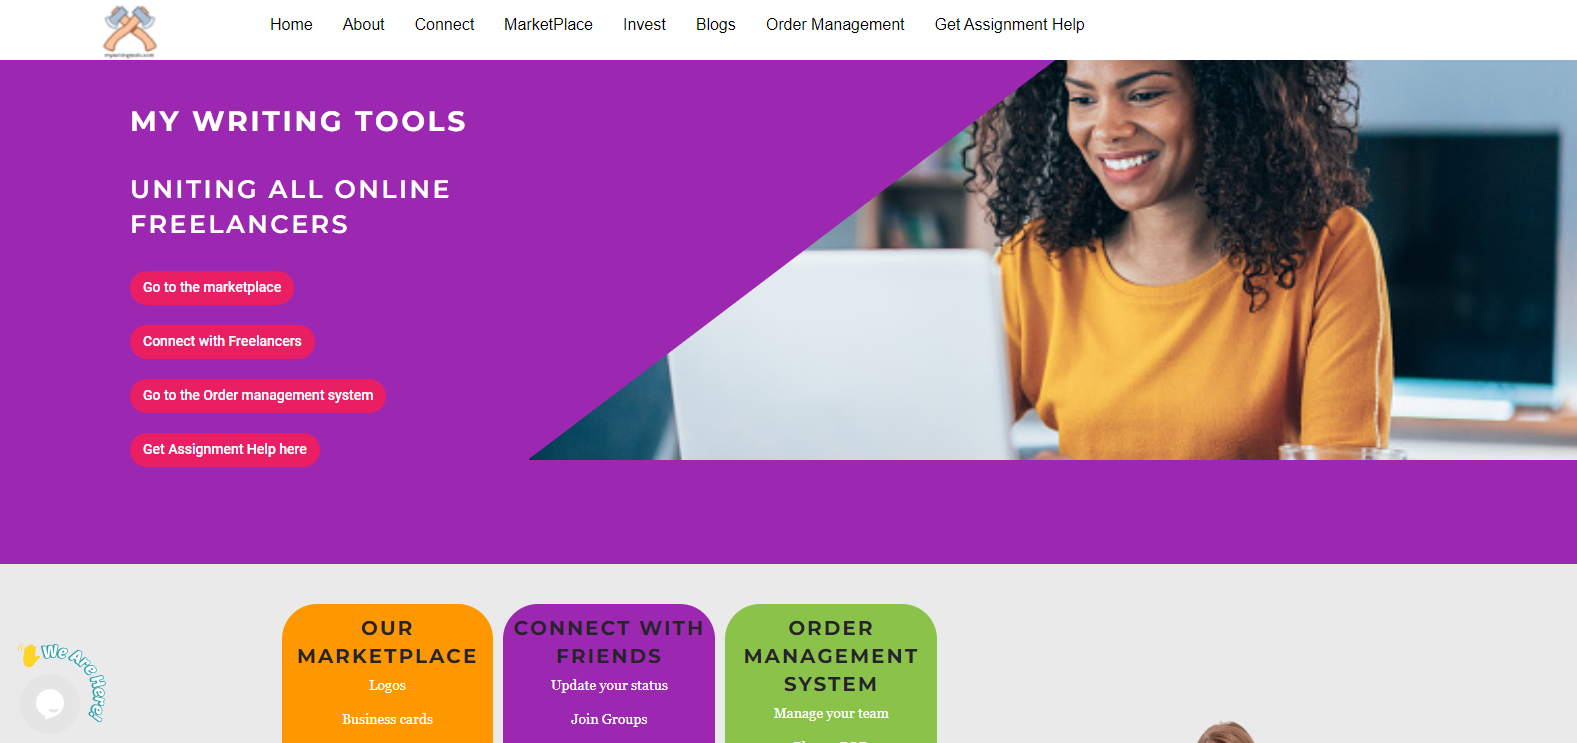 Home About Connect MarketPlace Invest Blogs Order Management Get Assignment Help
MY WRITING TOOLS
UNITING ALL ONLINE
FREELANCERS
Go to the marketplace
Connect with Freelancers
Go to the Order management system
Get Assignment Help here
OUR
MARKETPLACE
Logos
Business cards
CONNECT WITH
FRIENDS
Update your status
Join Groups
ORDER
MANAGEMENT
SYSTEM
Manage your team
We Are Here!